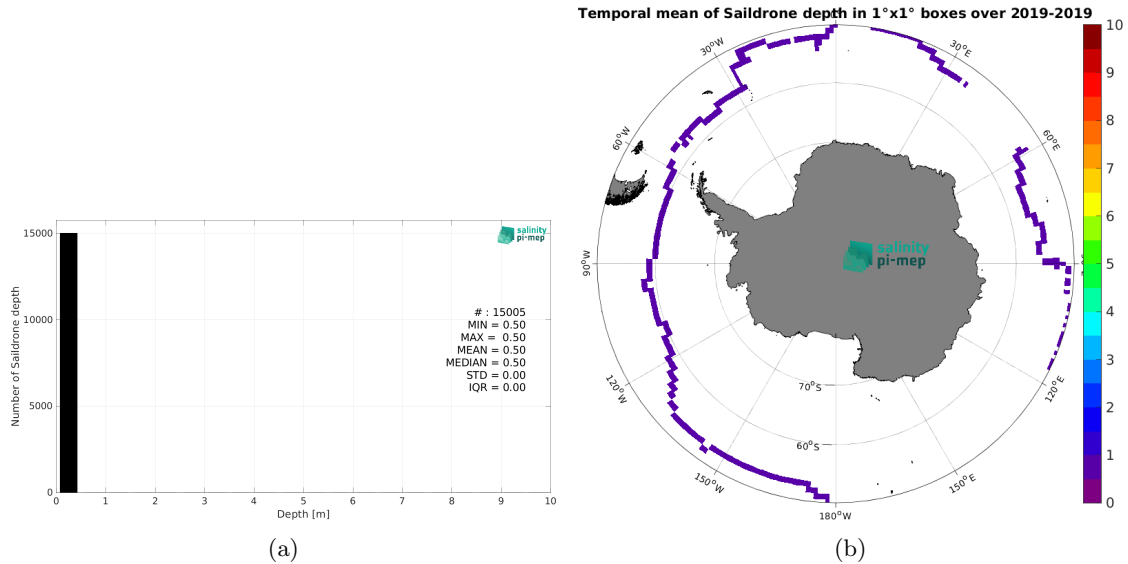 15000
10000
5000
0
Number of Saildrone depth
salinity
pi-mep
# : 15005
MIN = 0.50
MAX = 0.50
MEAN = 0.50
MEDIAN = 0.50
STD = 0.00
IQR = 0.00
0 1 2 3 4 5 6 7 8 9 10
Depth [m]
(a)
Temporal mean of Saildrone depth in 1°x1° boxes over 2019-2019
30°W
30°E
60°W
60°E
90°W
120°W
120°E
150°W
150°E
180°W
70°S
60°S
salinity
pi-mep
10
9
8
7
6
5
4
3
2
1
0
(b)